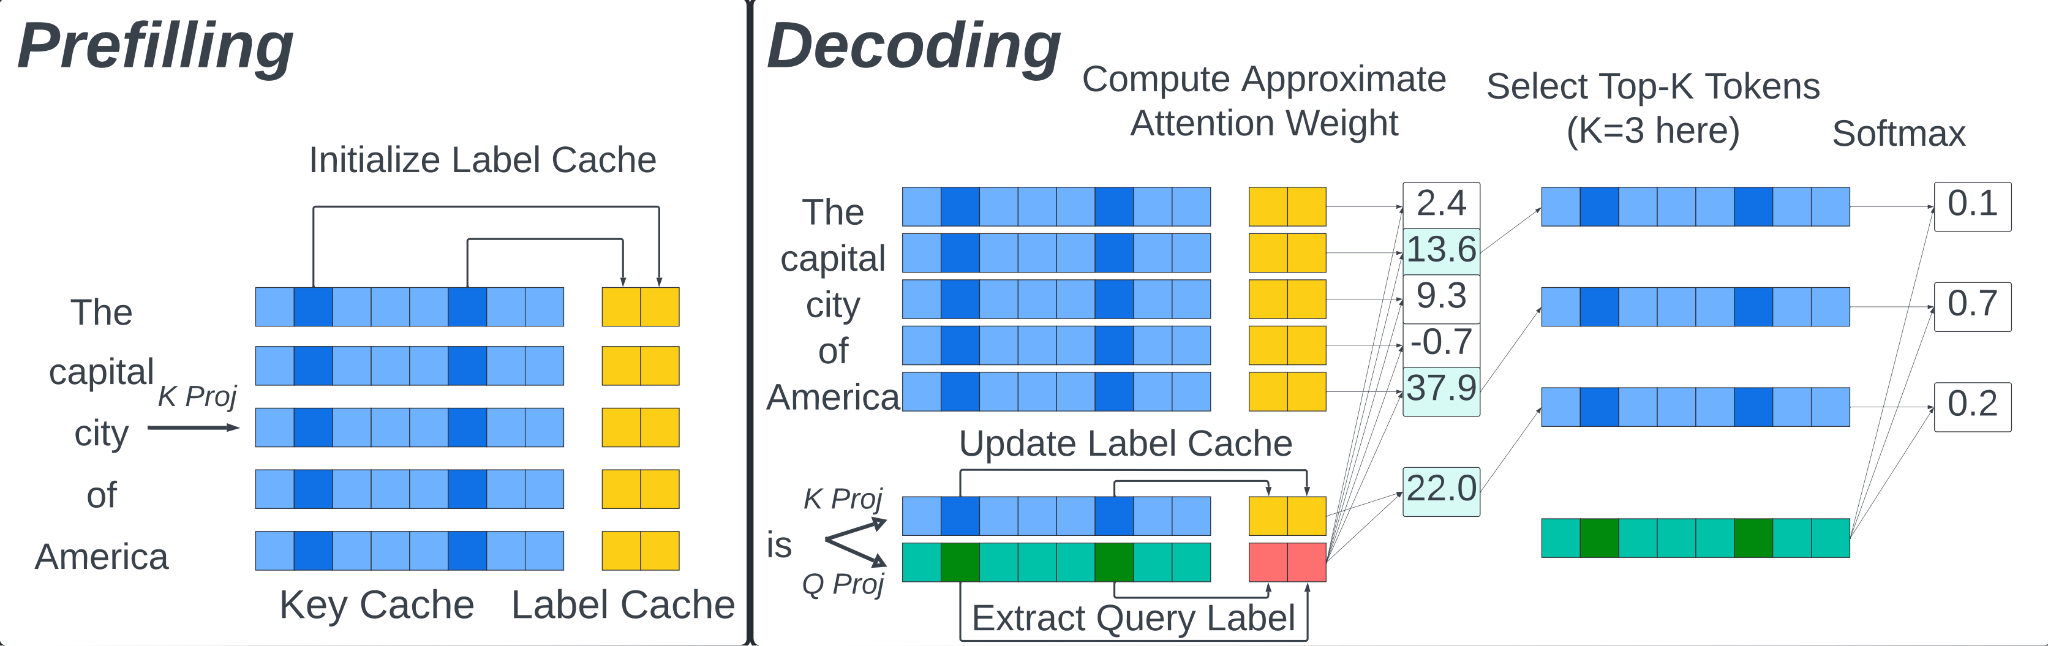 Prefilling
Initialize Label Cache
The
capital
K Proj
city
of
America
Key Cache
Label Cache
Decoding
Compute Approximate
Attention Weight
Select Top-K Tokens
(K=3 here)
Softmax
The
capital
city
of
America
2.4
13.6
9.3
-0.7
37.9
22.0
0.1
0.7
0.2
Update Label Cache
K Proj
is
Q Proj
Extract Query Label